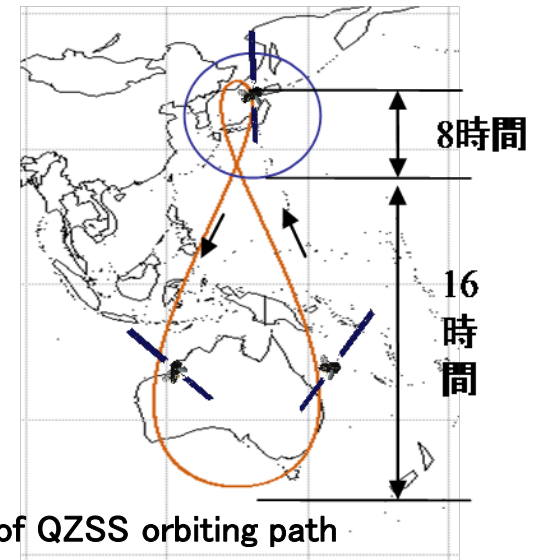 8時間
16
時
間
of QZSS orbiting path